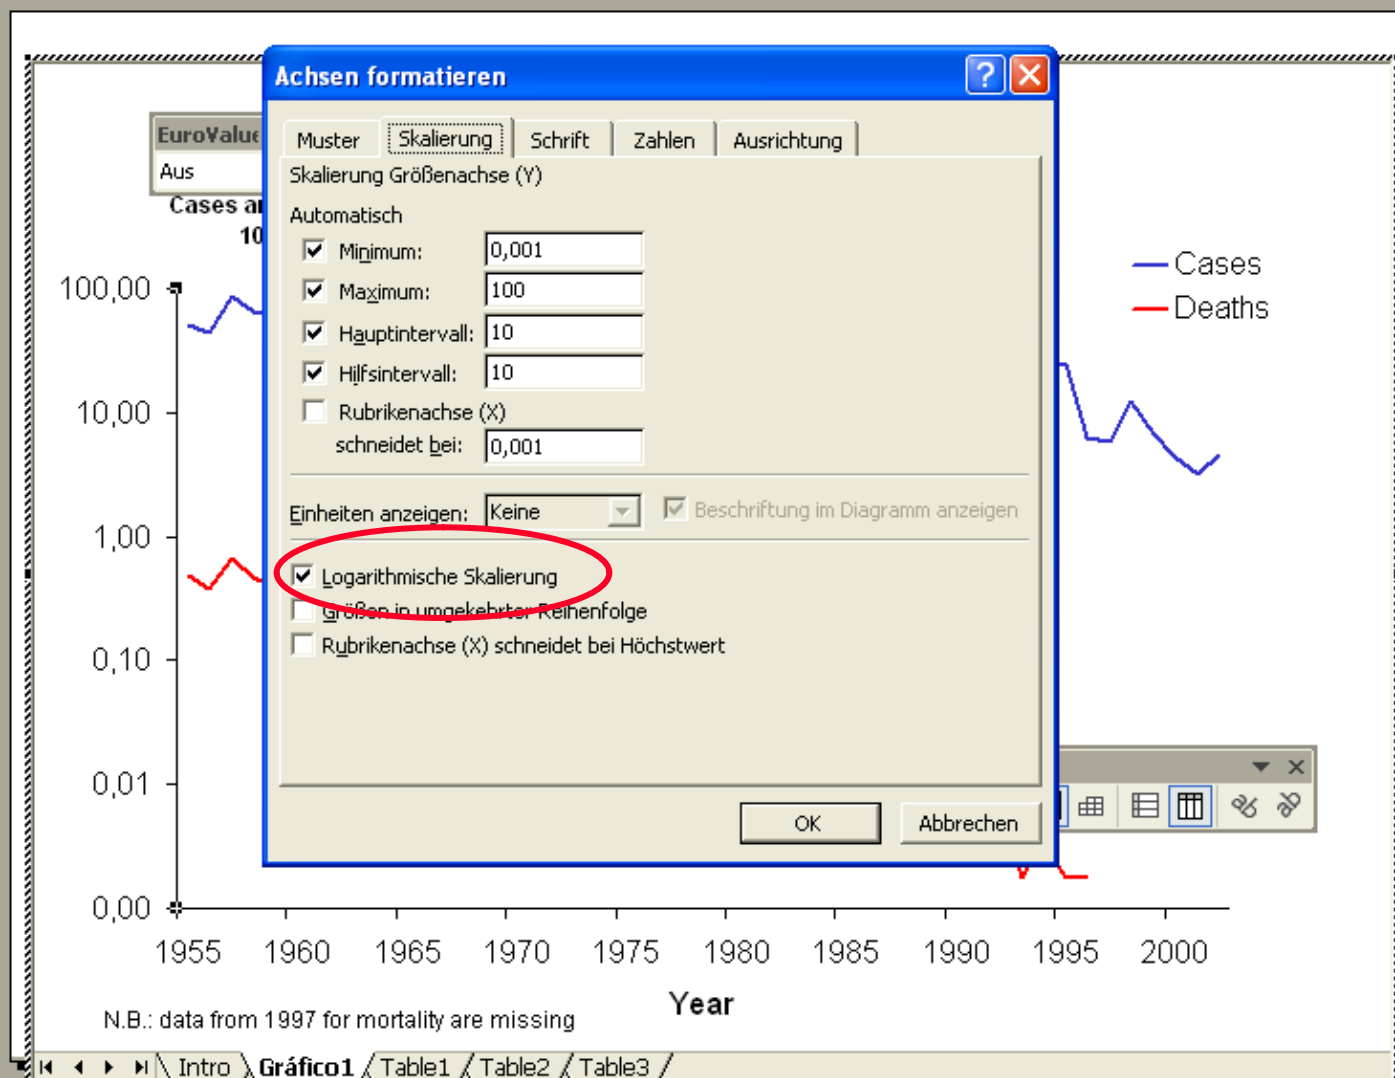 Achsen formatieren
EuroValue
Aus
Muster
Skalierung
Schrift
Zahlen
Ausrichtung
Skalierung Größenachse (Y)
Automatisch
Minimum: 0,001
Maximum: 100
Hauptintervall: 10
Hilfsintervall: 10
Rubrikenachse (X)
schneidet bei: 0,001
Einheiten anzeigen: Keine
Beschriftung im Diagramm anzeigen
Logarithmische Skalierung
Größen in umgekehrter Reihenfolge
Rubrikenachse (X) schneidet bei Höchstwert
OK
Abbrechen
Cases
10
Cases
Deaths
100,00
10,00
1,00
0,10
0,01
0,00
1955 1960 1965 1970 1975 1980 1985 1990 1995 2000
Year
N.B.: data from 1997 for mortality are missing
Intro Gráfico1 Table1 Table2 Table3